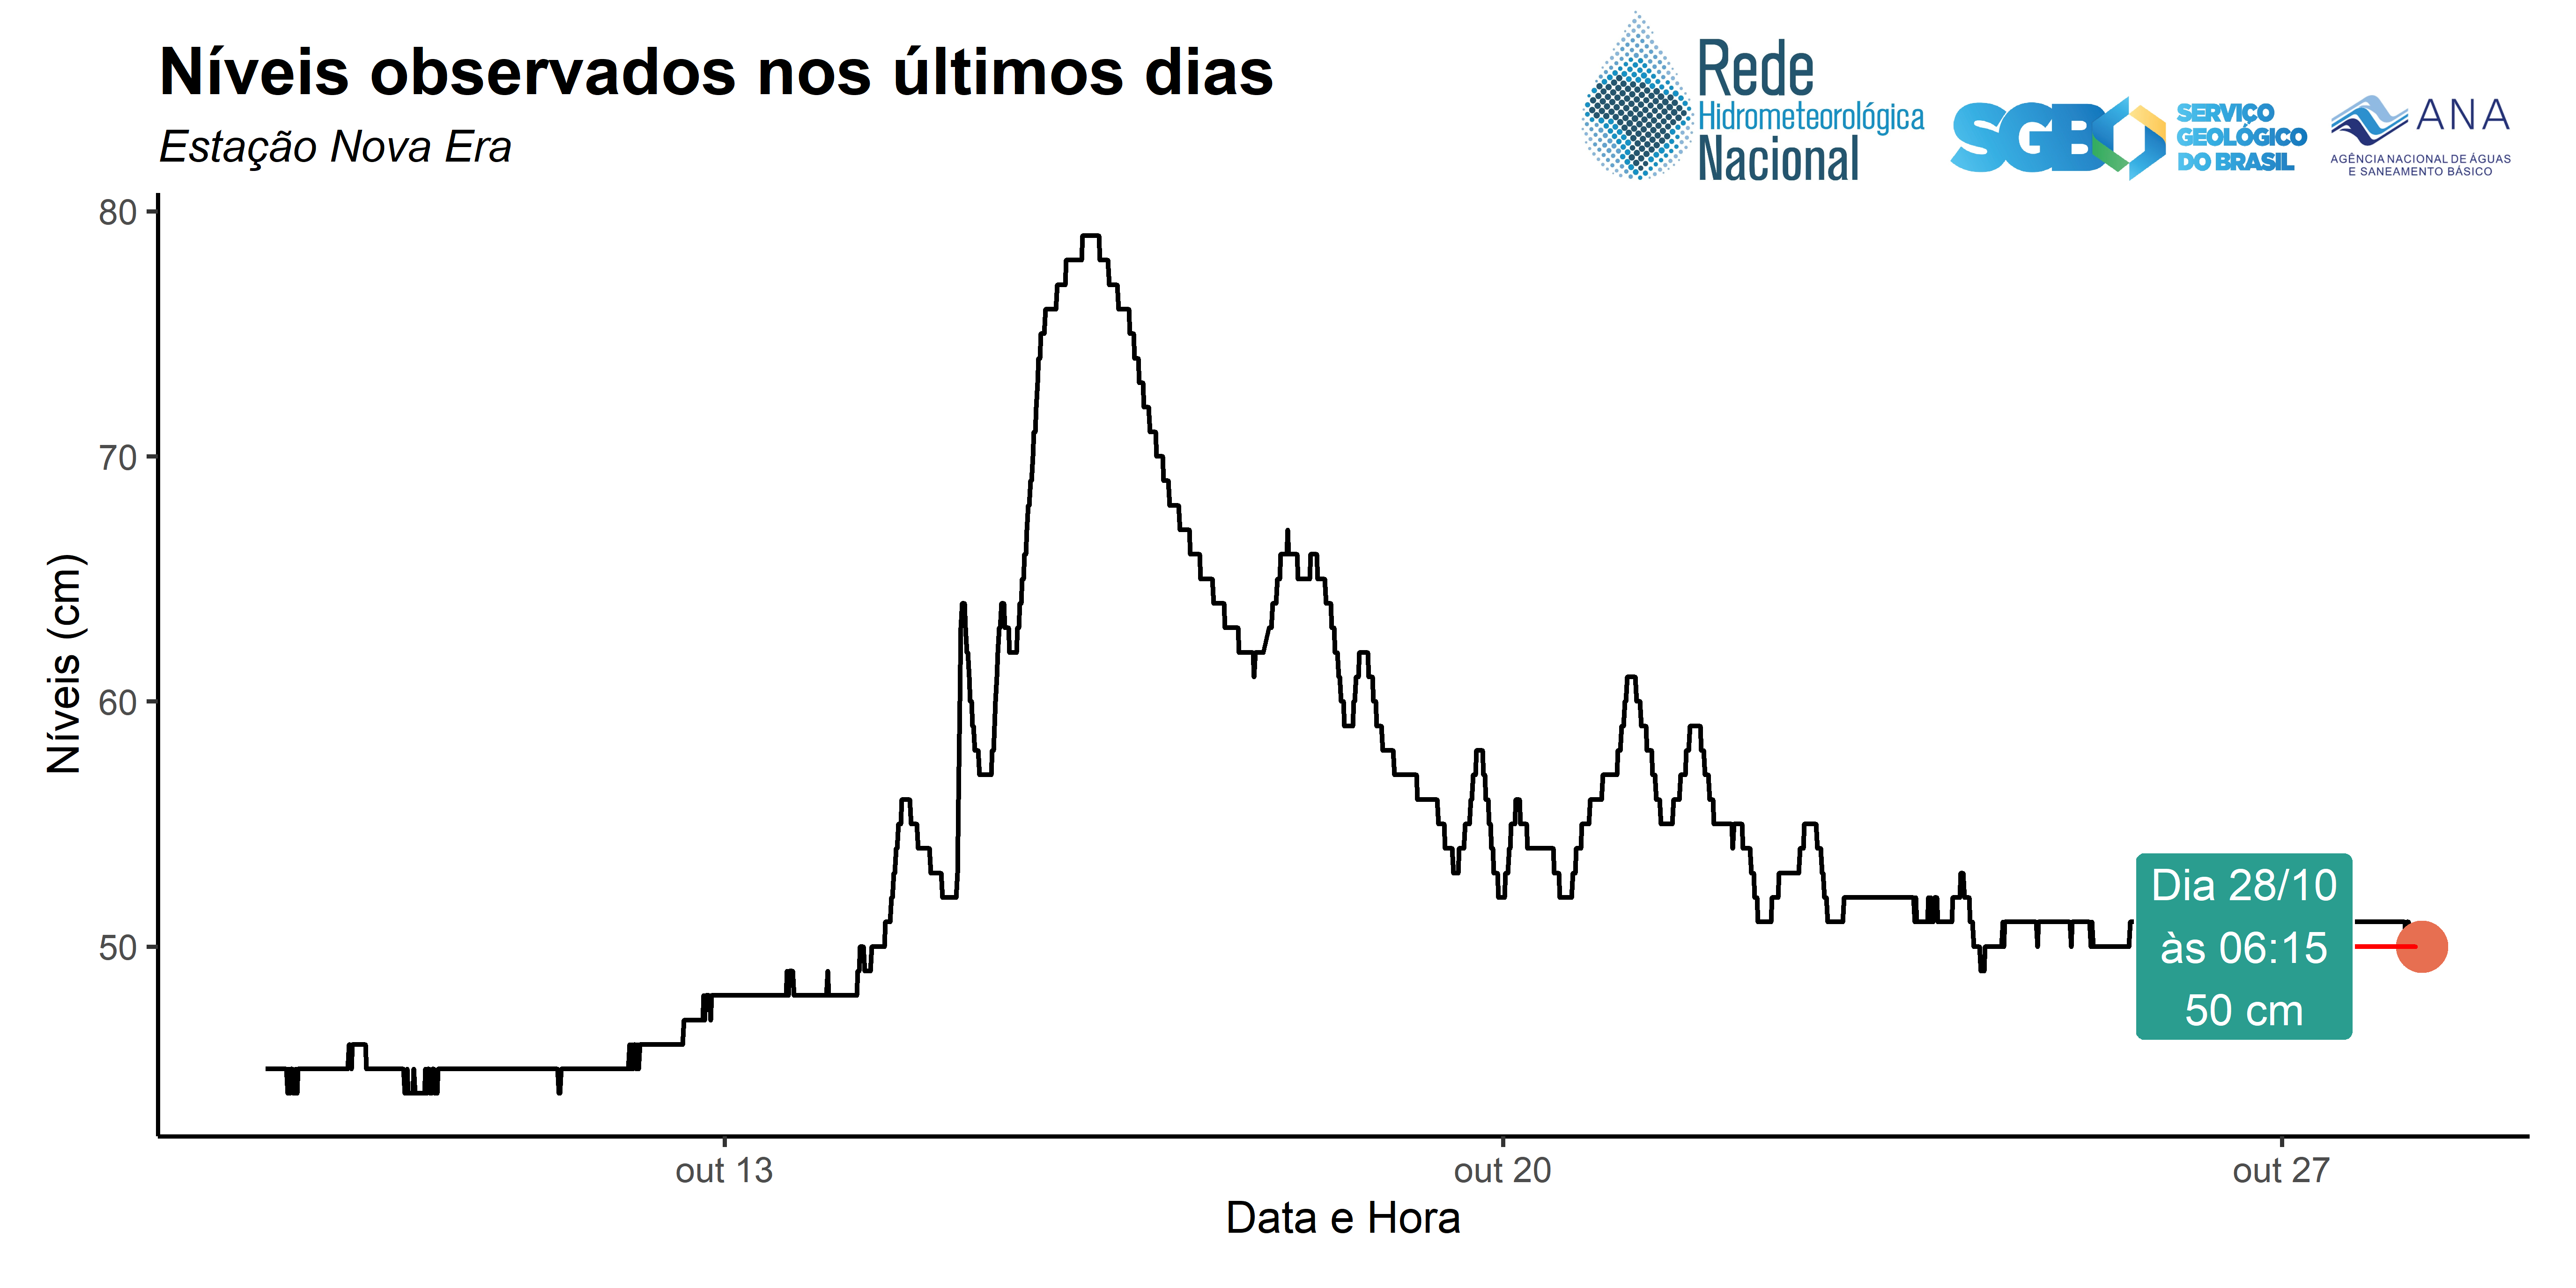 Níveis observados nos últimos dias
Estação Nova Era
Rede
Hidrometeorológica
Nacional
SGB
SERVIÇO
GEOLÓGICO
DO BRASIL
ANA
AGÊNCIA NACIONAL DE ÁGUAS
E SANEAMENTO BÁSICO
80
70
60
50
Níveis (cm)
Dia 28/10
às 06:15
50 cm
out 13
out 20
out 27
Data e Hora